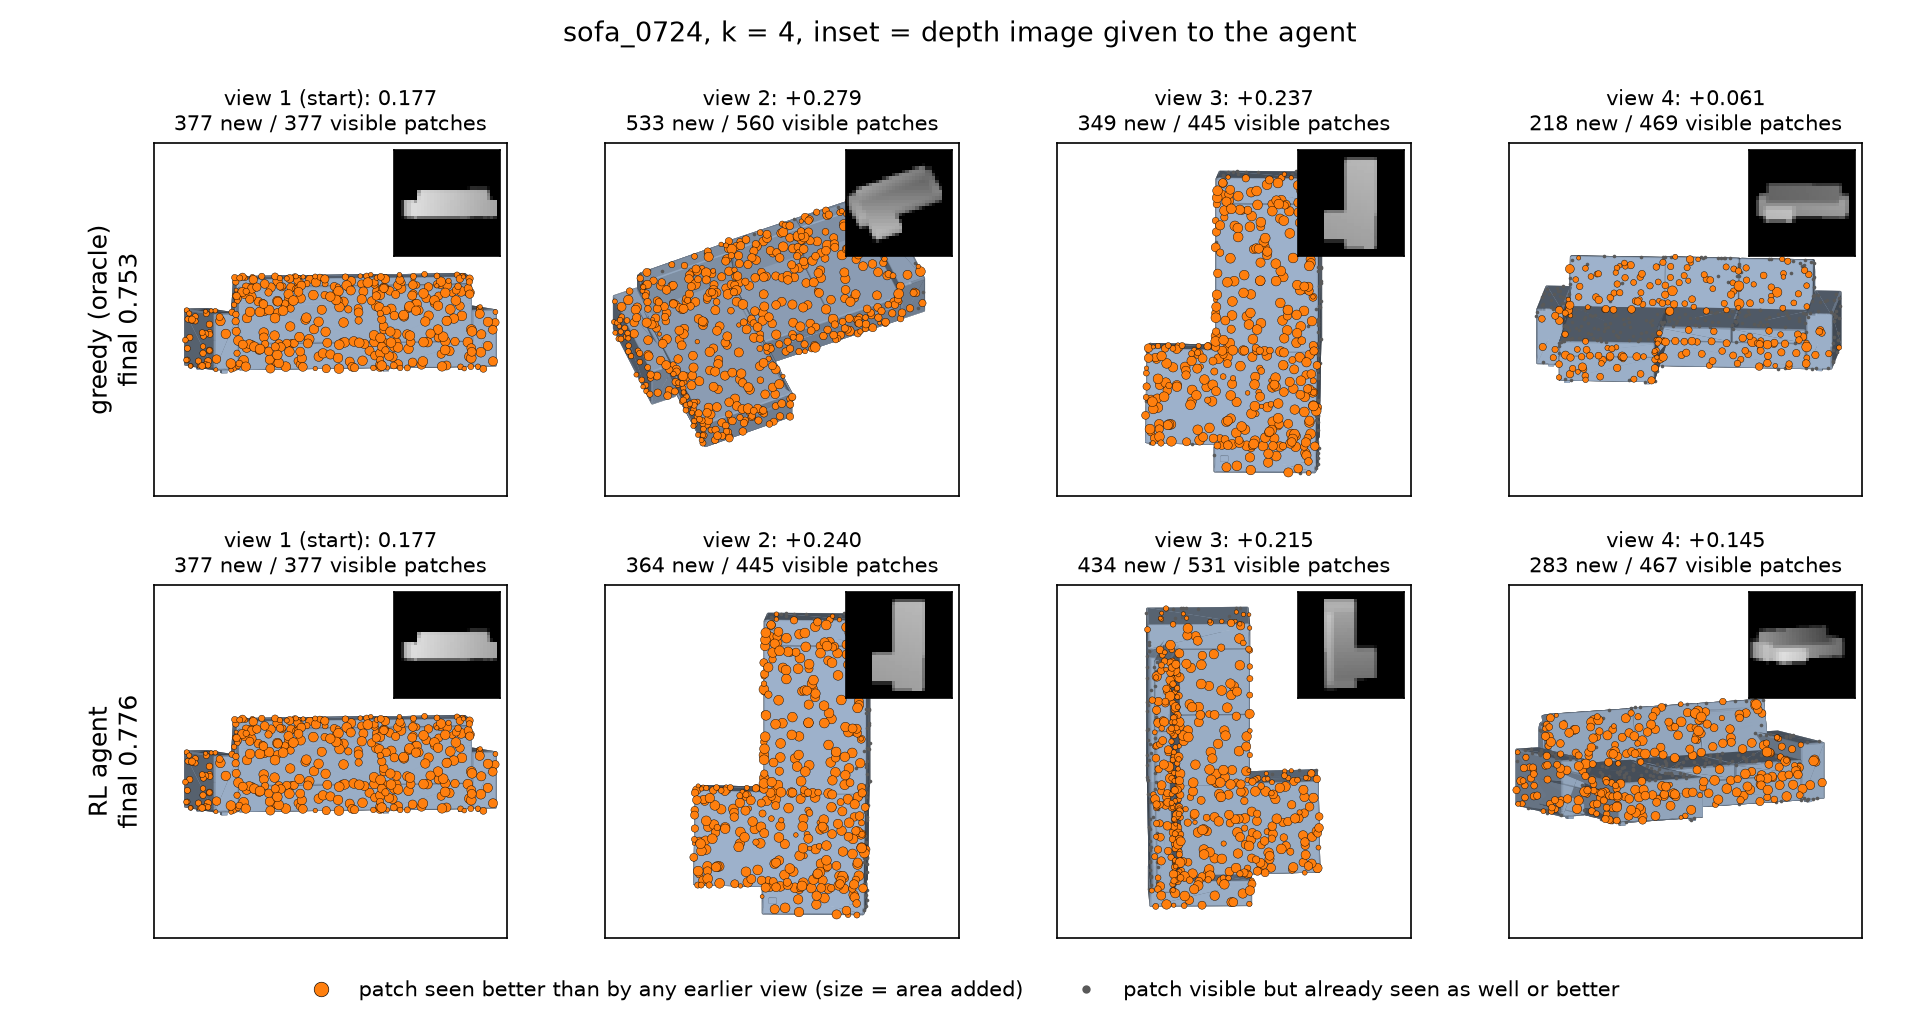 sofa_0724, k = 4, inset = depth image given to the agent
greedy (oracle)
final 0.753
view 1 (start): 0.177
377 new / 377 visible patches
view 2: +0.279
533 new / 560 visible patches
view 3: +0.237
349 new / 445 visible patches
view 4: +0.061
218 new / 469 visible patches
RL agent
final 0.776
view 1 (start): 0.177
377 new / 377 visible patches
view 2: +0.240
364 new / 445 visible patches
view 3: +0.215
434 new / 531 visible patches
view 4: +0.145
283 new / 467 visible patches
patch seen better than by any earlier view (size = area added)
patch visible but already seen as well or better